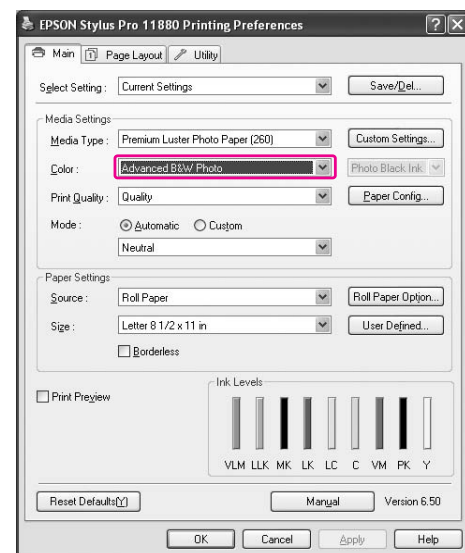 EPSON Stylus Pro 11880 Printing Preferences
Main Page Layout Utility
Select Setting : Current Settings Save/Del...
Media Settings
Media Type : Premium Luster Photo Paper (260) Custom Settings...
Color : Advanced B&W Photo Photo Black Ink
Print Quality : Quality Paper Config...
Mode : Automatic Custom
Neutral
Paper Settings
Source : Roll Paper Roll Paper Option...
Size : Letter 8 1/2 x 11 in User Defined...
Borderless
Print Preview
Ink Levels
VLM LLK MK LK LC C VM PK Y
Reset Defaults(Y) Manual Version 6.50
OK Cancel Apply Help